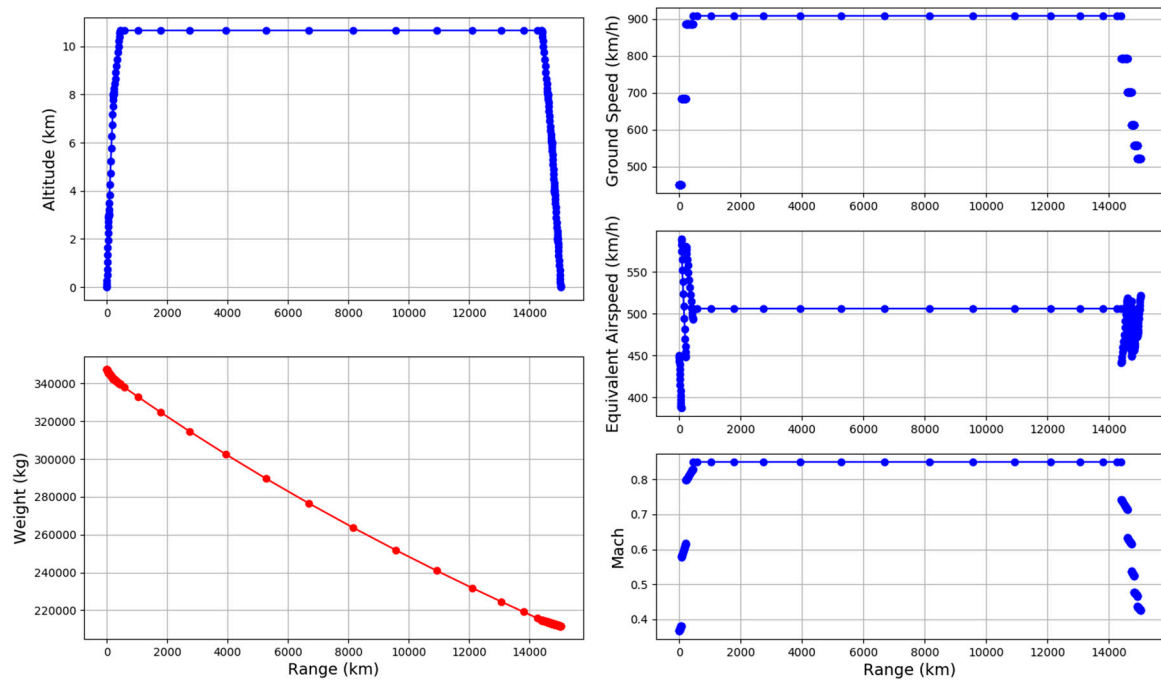 Altitude (km)
10
8
6
4
2
0
0 2000 4000 6000 8000 10000 12000 14000
Weight (kg)
340000
320000
300000
280000
260000
240000
220000
0 2000 4000 6000 8000 10000 12000 14000
Range (km)
Ground Speed (km/h)
900
800
700
600
500
0 2000 4000 6000 8000 10000 12000 14000
Equivalent Airspeed (km/h)
550
500
450
400
0 2000 4000 6000 8000 10000 12000 14000
Mach
0.8
0.7
0.6
0.5
0.4
0 2000 4000 6000 8000 10000 12000 14000
Range (km)